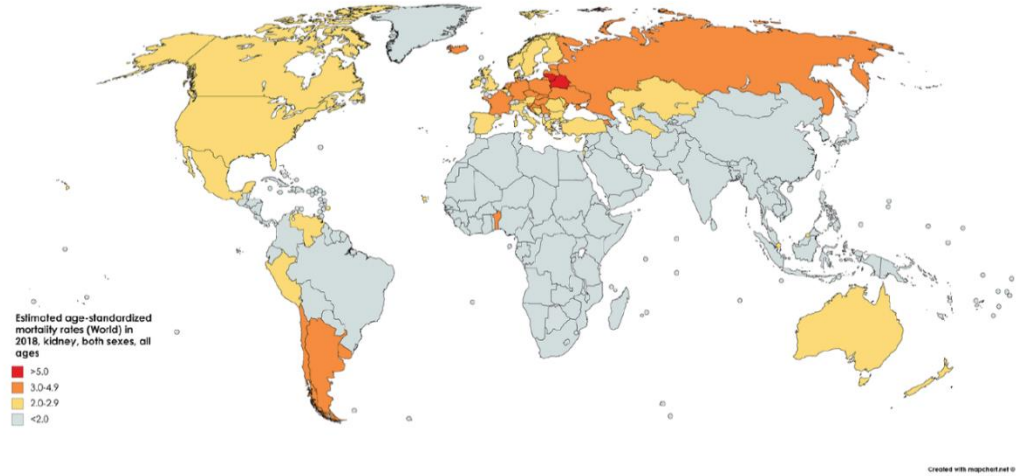 Estimated age-standardized
mortality rates (World) in
2018, kidney, both sexes, all
ages
>5.0
3.0-4.9
2.0-2.9
<2.0
Created with mapchart.net ©